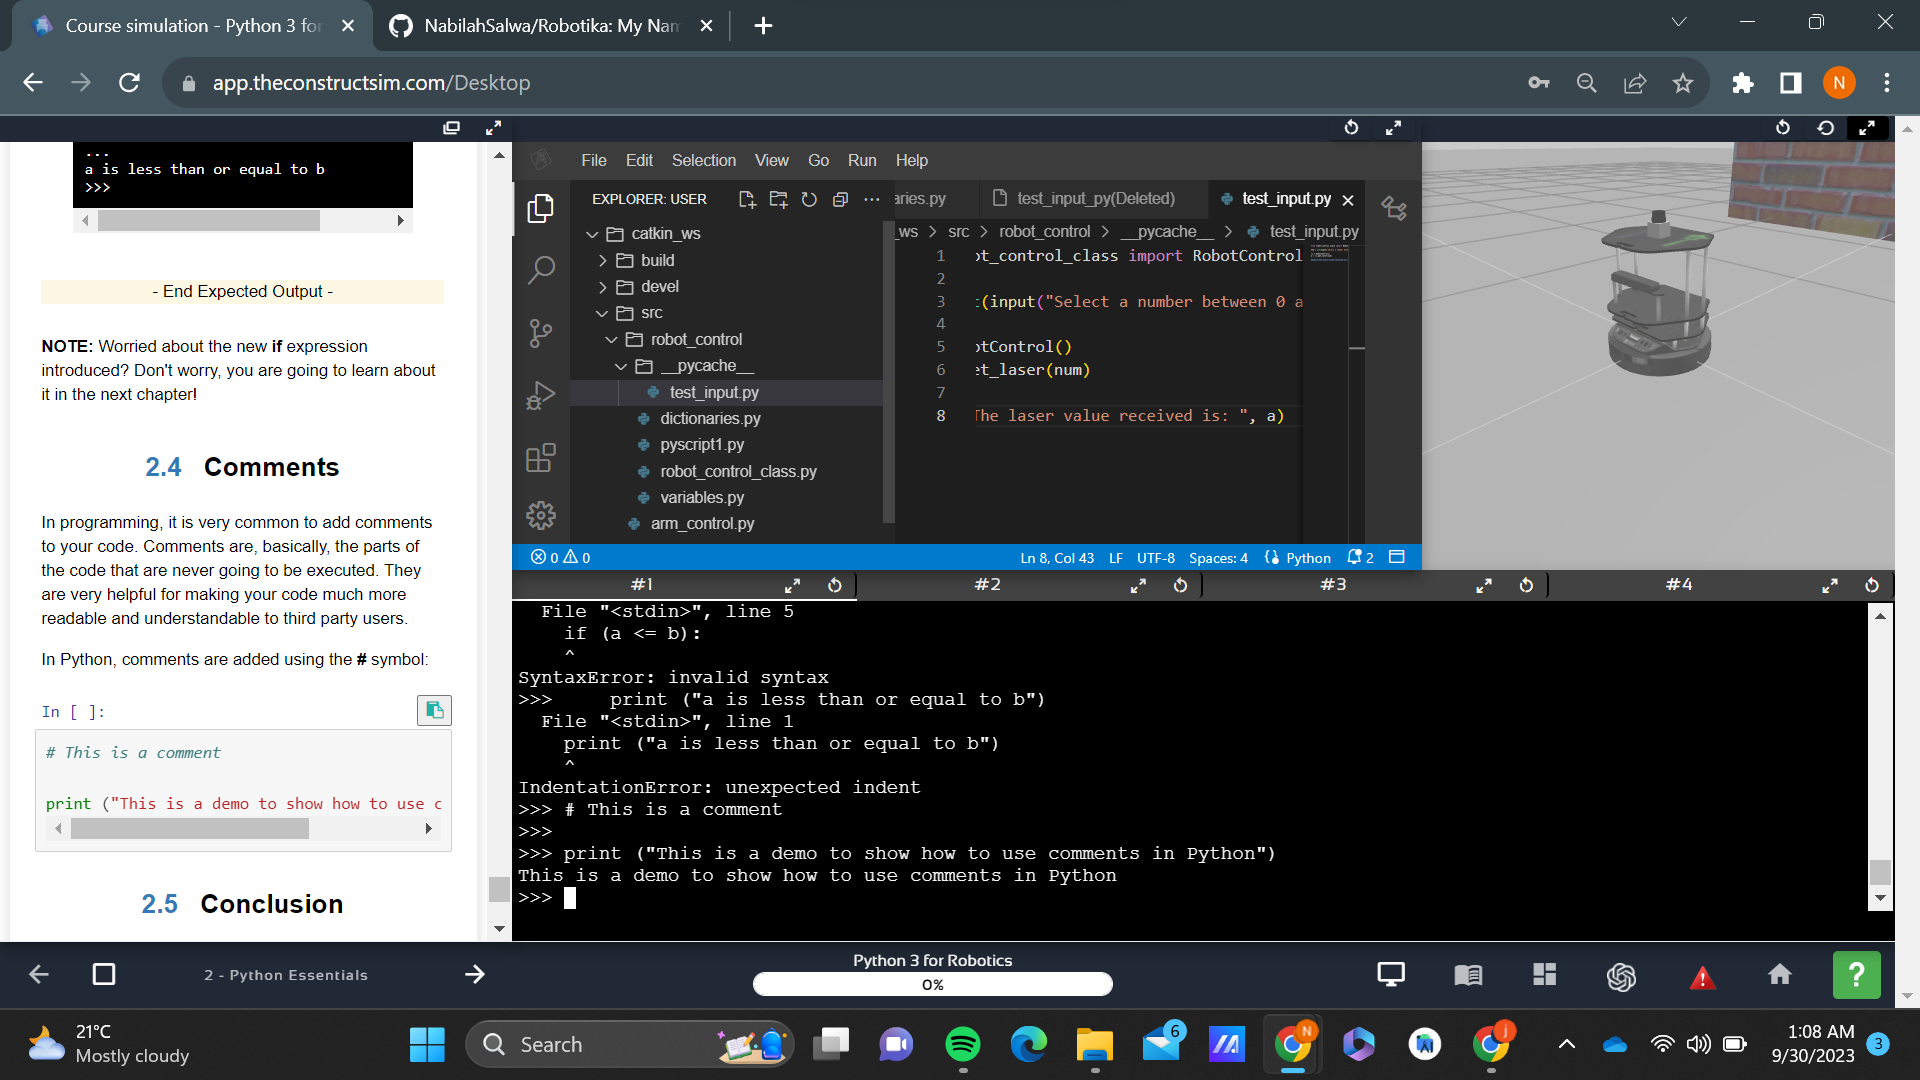 Course simulation - Python 3 for
NabilahSalwa/Robotika: My Nam
app.theconstructsim.com/Desktop
N
...
a is less than or equal to b
>>>
- End Expected Output -
NOTE: Worried about the new if expression
introduced? Don't worry, you are going to learn about
it in the next chapter!
2.4 Comments
In programming, it is very common to add comments
to your code. Comments are, basically, the parts of
the code that are never going to be executed. They
are very helpful for making your code much more
readable and understandable to third party users.
In Python, comments are added using the # symbol:
In [ ]:
# This is a comment
print ("This is a demo to show how to use c
2.5 Conclusion
File Edit Selection View Go Run Help
EXPLORER: USER
catkin_ws
build
devel
src
robot_control
__pycache__
test_input.py
dictionaries.py
pyscript1.py
robot_control_class.py
variables.py
arm_control.py
aries.py test_input_py(Deleted) test_input.py
_ws > src > robot_control > __pycache__ > test_input.py
1 ot_control_class import RobotControl
2
3 t(input("Select a number between 0 a
4
5 otControl()
6 et_laser(num)
7
8 The laser value received is: ", a)
0 0 Ln 8, Col 43 LF UTF-8 Spaces: 4 Python 2
#1 #2 #3 #4
File "<stdin>", line 5
if (a <= b):
^
SyntaxError: invalid syntax
>>> print ("a is less than or equal to b")
File "<stdin>", line 1
print ("a is less than or equal to b")
^
IndentationError: unexpected indent
>>> # This is a comment
>>>
>>> print ("This is a demo to show how to use comments in Python")
This is a demo to show how to use comments in Python
>>>
2 - Python Essentials
Python 3 for Robotics
0%
?
21°C
Mostly cloudy
Search
6
N
j
1:08 AM
9/30/2023
3